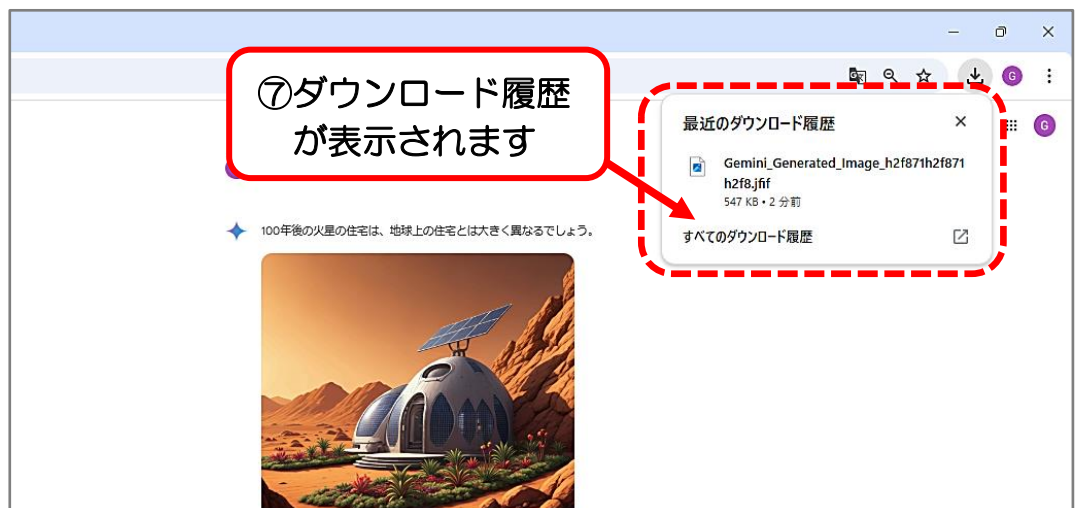 ⑦ダウンロード履歴
が表示されます
G
最近のダウンロード履歴
G
Gemini_Generated_Image_h2f871h2f871
h2f8.jfif
547 KB • 2 分前
すべてのダウンロード履歴
100年後の火星の住宅は、地球上の住宅とは大きく異なるでしょう。